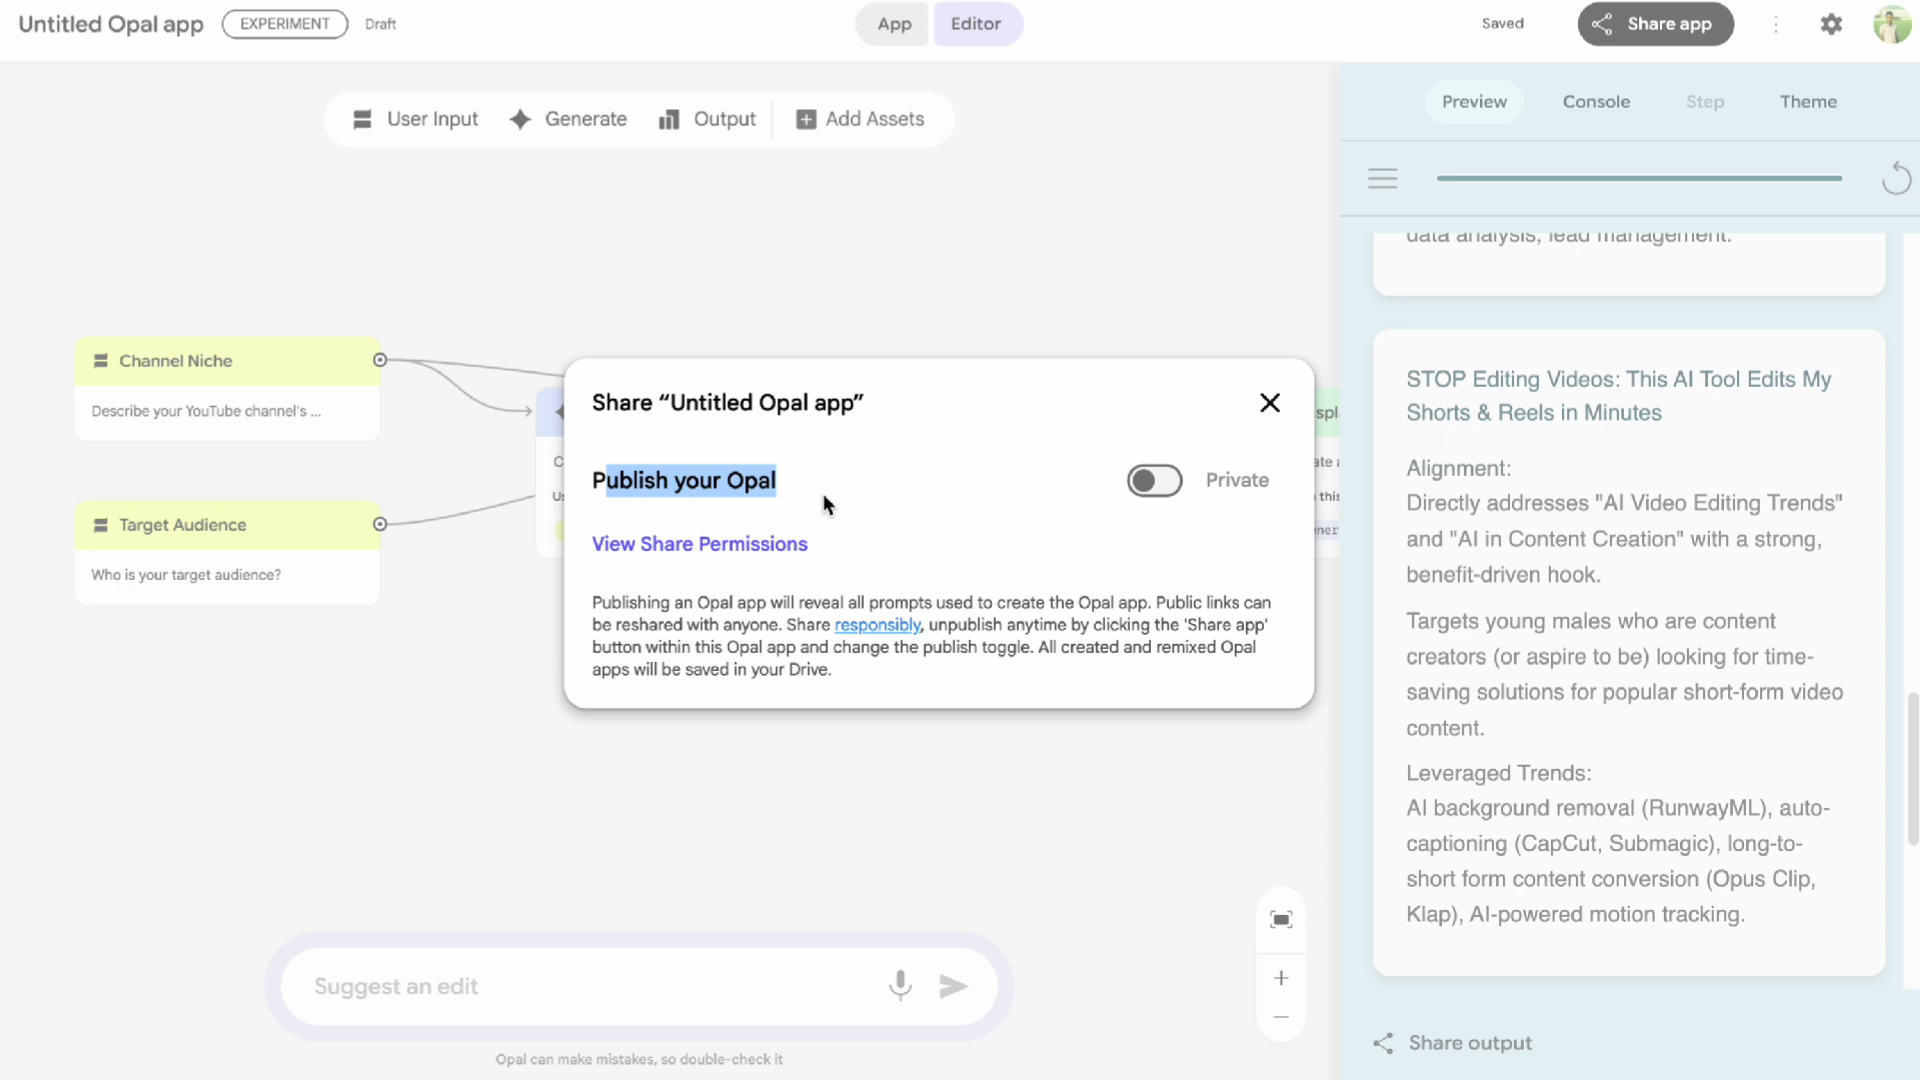 Untitled Opal app
EXPERIMENT
Draft
App
Editor
Saved
Share app
User Input
Generate
Output
Add Assets
Preview
Console
Step
Theme
data analysis, lead management.
Channel Niche
Describe your YouTube channel's ...
Target Audience
Who is your target audience?
Share “Untitled Opal app”
Publish your Opal
Private
View Share Permissions
Publishing an Opal app will reveal all prompts used to create the Opal app. Public links can
be reshared with anyone. Share responsibly, unpublish anytime by clicking the 'Share app'
button within this Opal app and change the publish toggle. All created and remixed Opal
apps will be saved in your Drive.
STOP Editing Videos: This AI Tool Edits My
Shorts & Reels in Minutes
Alignment:
Directly addresses "AI Video Editing Trends"
and "AI in Content Creation" with a strong,
benefit-driven hook.
Targets young males who are content
creators (or aspire to be) looking for time-
saving solutions for popular short-form video
content.
Leveraged Trends:
AI background removal (RunwayML), auto-
captioning (CapCut, Submagic), long-to-
short form content conversion (Opus Clip,
Klap), AI-powered motion tracking.
Suggest an edit
Opal can make mistakes, so double-check it
Share output